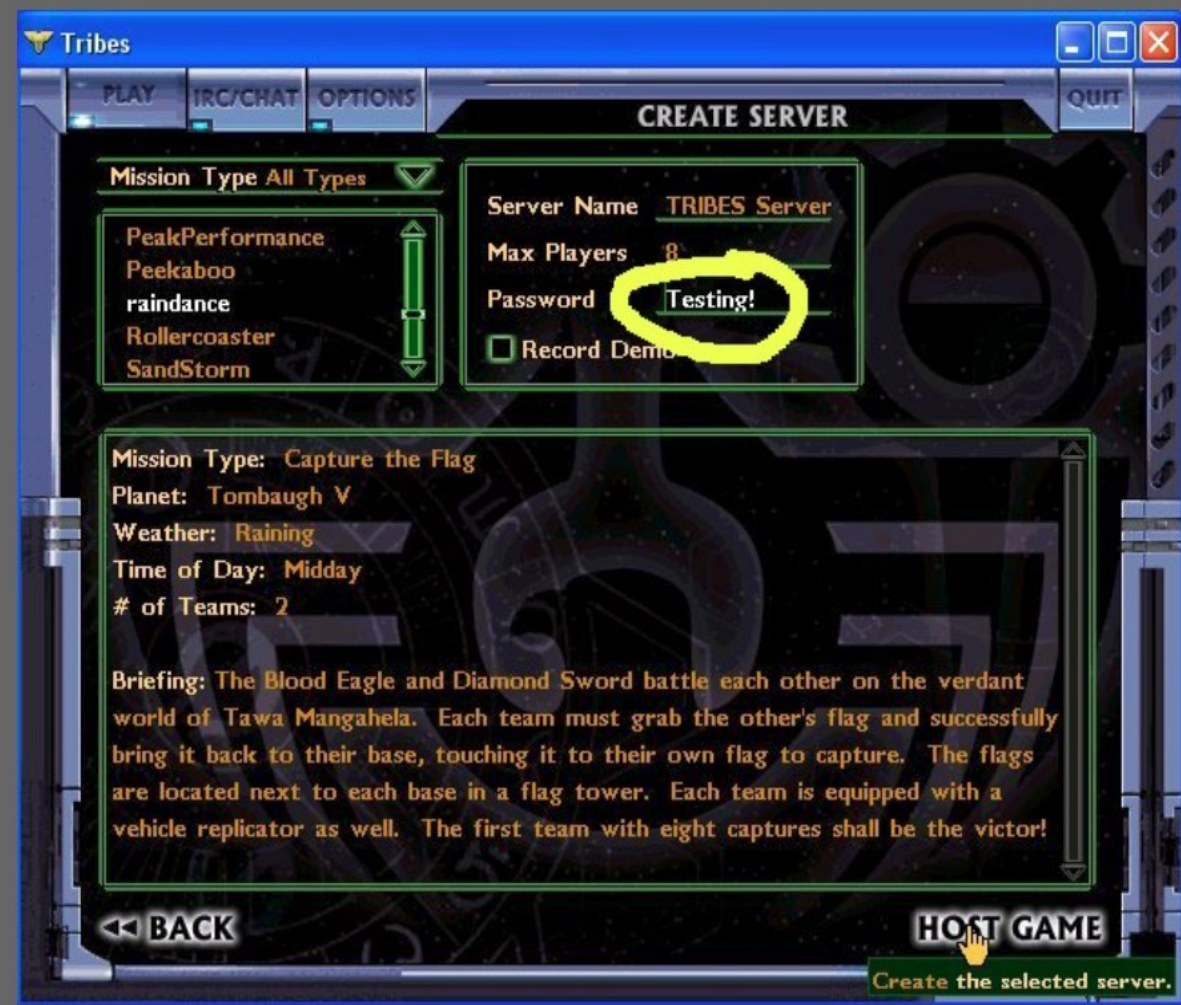 Tribes
PLAY IRC/CHAT OPTIONS QUIT
CREATE SERVER
Mission Type All Types
PeakPerformance
Peekaboo
raindance
Rollercoaster
SandStorm
Server Name TRIBES Server
Max Players 8
Password Testing!
Record Demo
Mission Type: Capture the Flag
Planet: Tombaugh V
Weather: Raining
Time of Day: Midday
# of Teams: 2
Briefing: The Blood Eagle and Diamond Sword battle each other on the verdant
world of Tawa Mangahela. Each team must grab the other's flag and successfully
bring it back to their base, touching it to their own flag to capture. The flags
are located next to each base in a flag tower. Each team is equipped with a
vehicle replicator as well. The first team with eight captures shall be the victor!
◄◄ BACK
HOST GAME
Create the selected server.